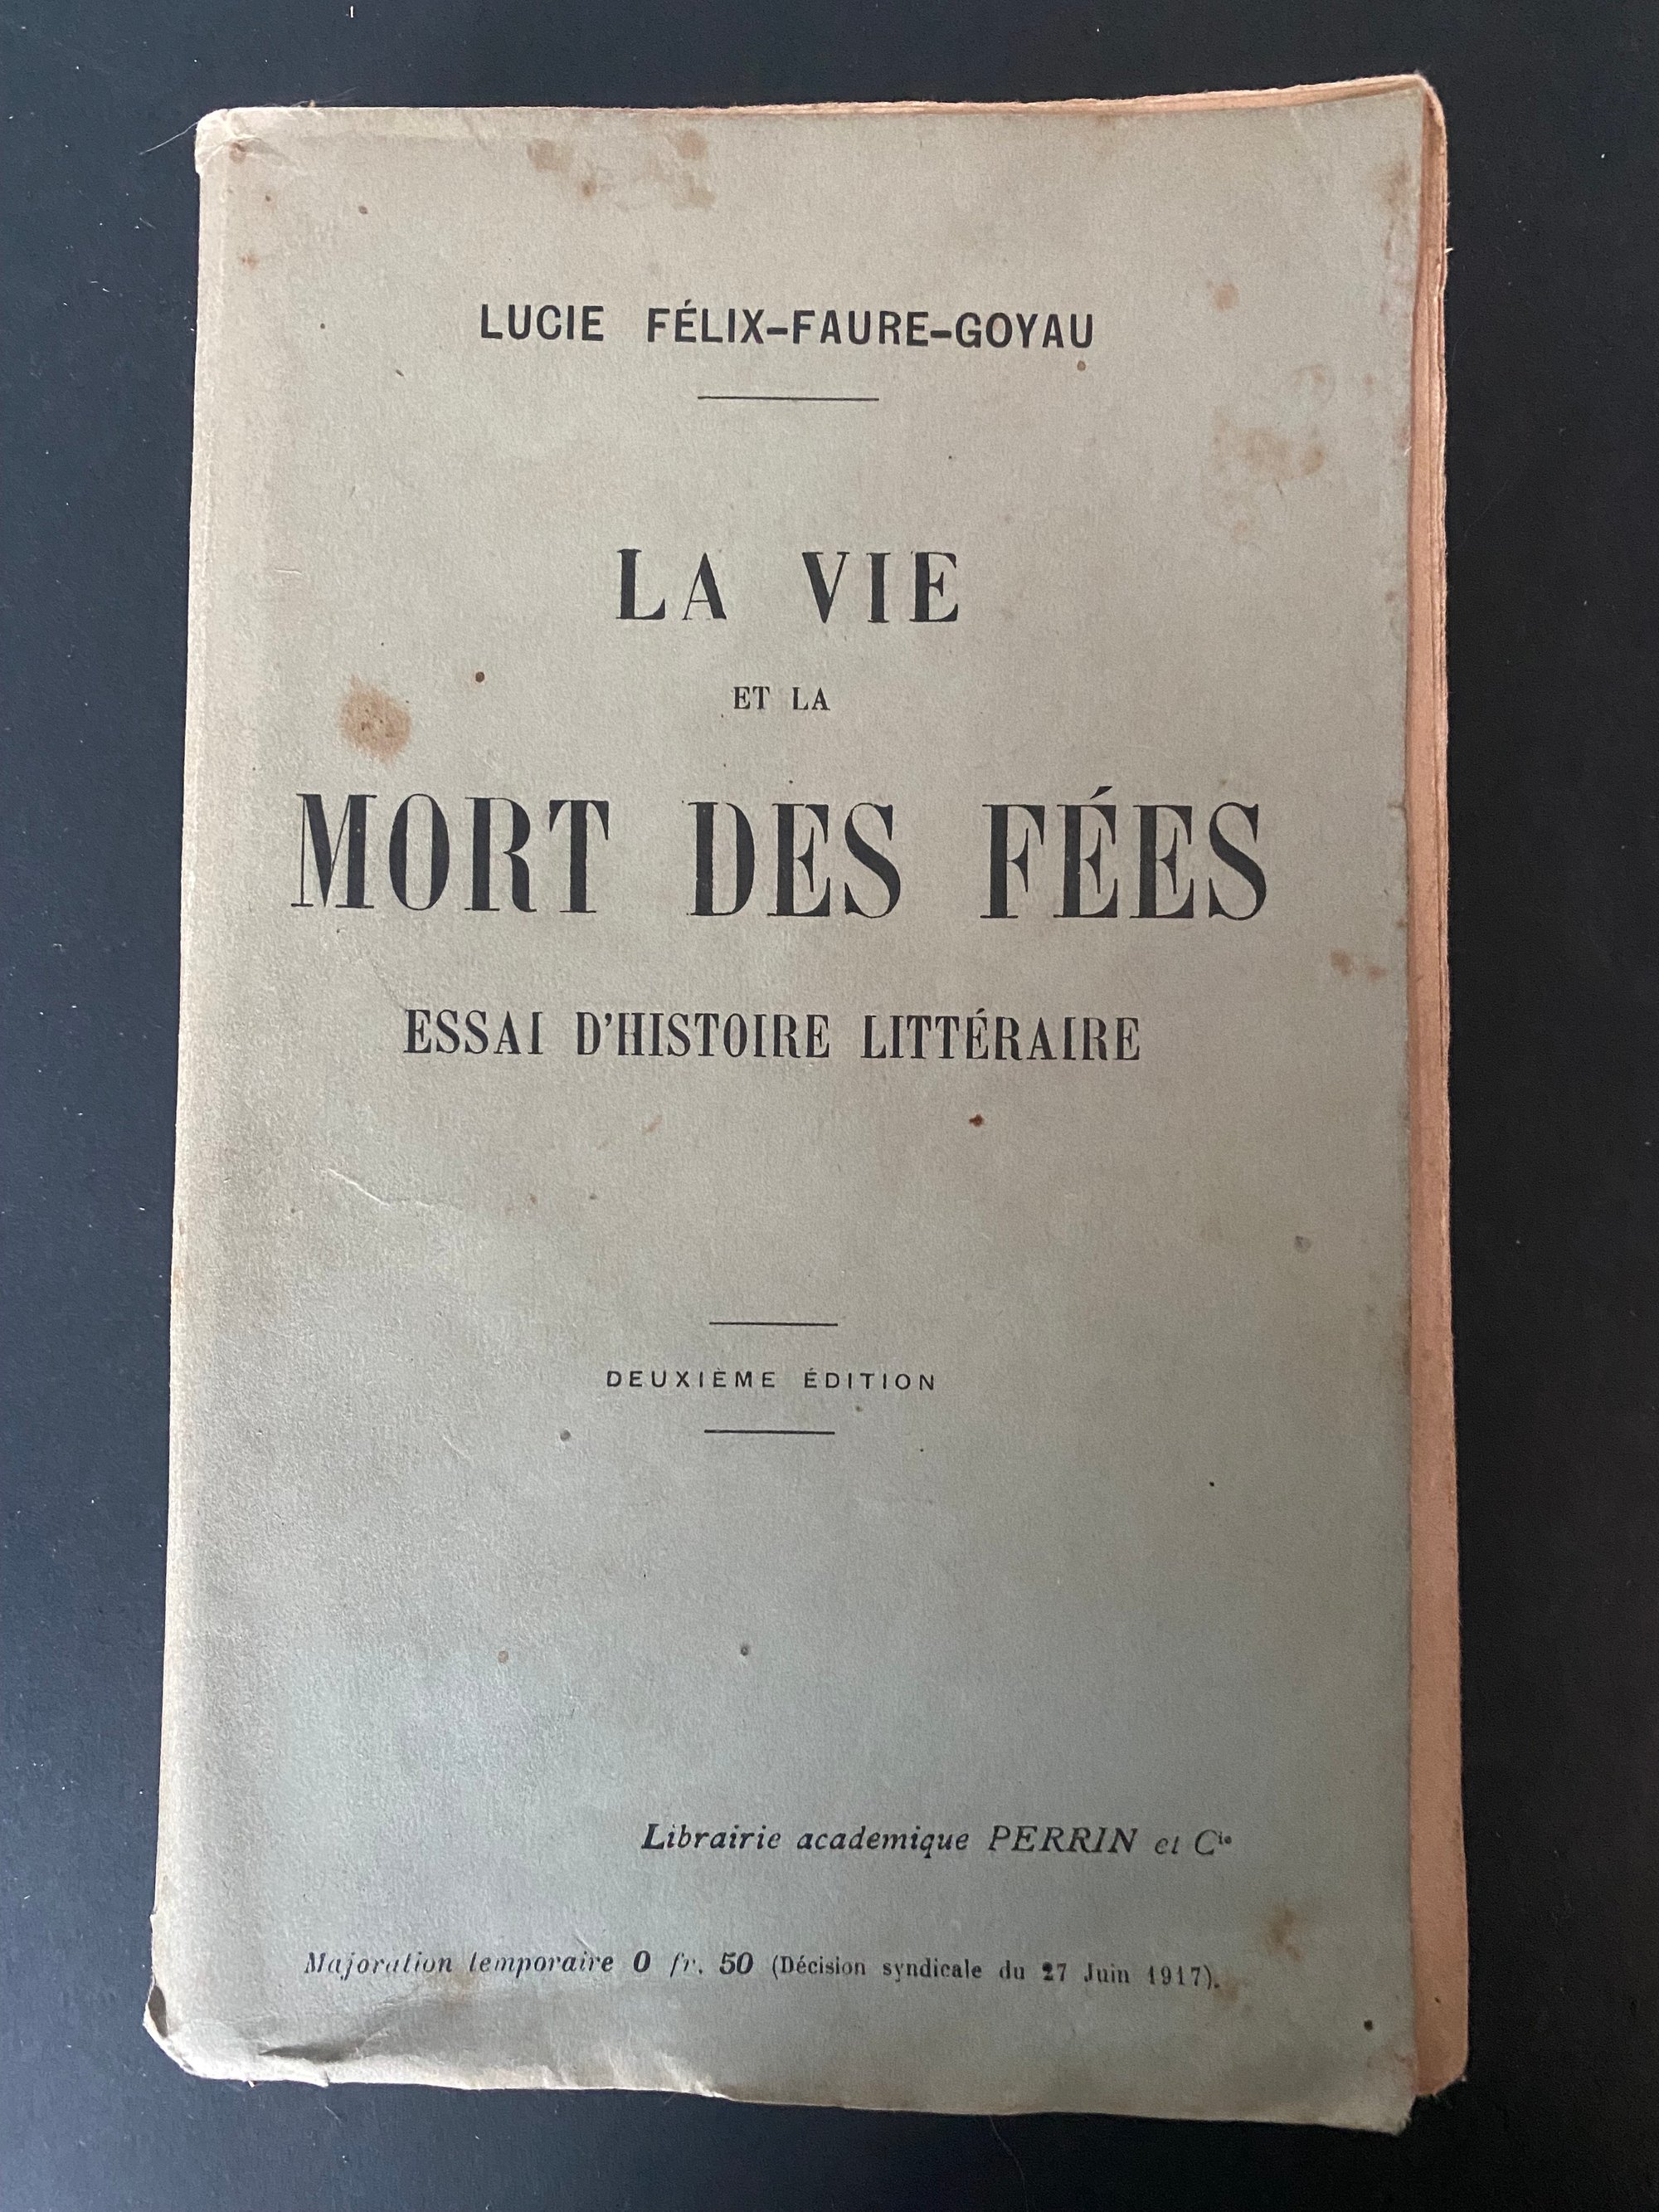 LUCIE FÉLIX-FAURE-GOYAU
LA VIE
ET LA
MORT DES FÉES
ESSAI D'HISTOIRE LITTÉRAIRE
DEUXIÈME ÉDITION
Librairie academique PERRIN et Cie
Majoration temporaire 0 fr. 50 (Décision syndicale du 27 Juin 1917).